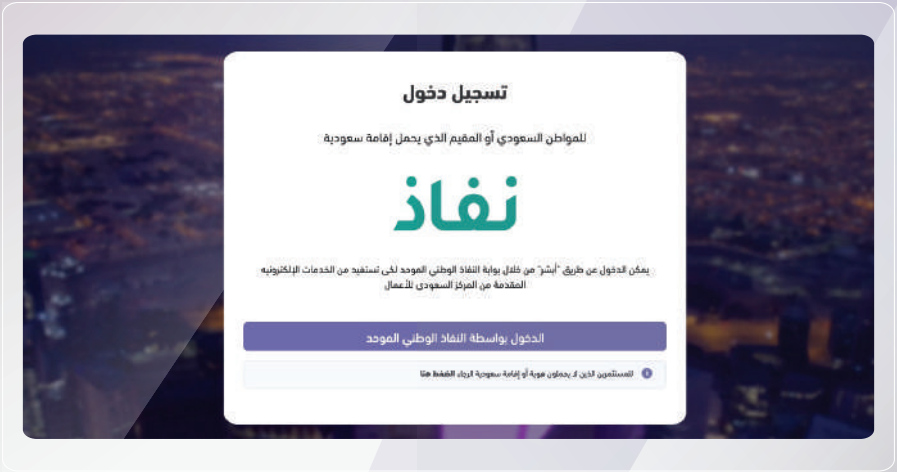 تسجيل دخول
للمواطن السعودي أو المقيم الذي يحمل إقامة سعودية
نفاذ
يمكن الدخول عن طريق "أبشر" من خلال بوابة النفاذ الوطني الموحد لكي تستفيد من الخدمات الإلكترونيه
المقدمة من المركز السعودي للأعمال
الدخول بواسطة النفاذ الوطني الموحد
للمستثمرين الذين لا يحملون هوية أو إقامة سعودية الرجاء الضغط هنا